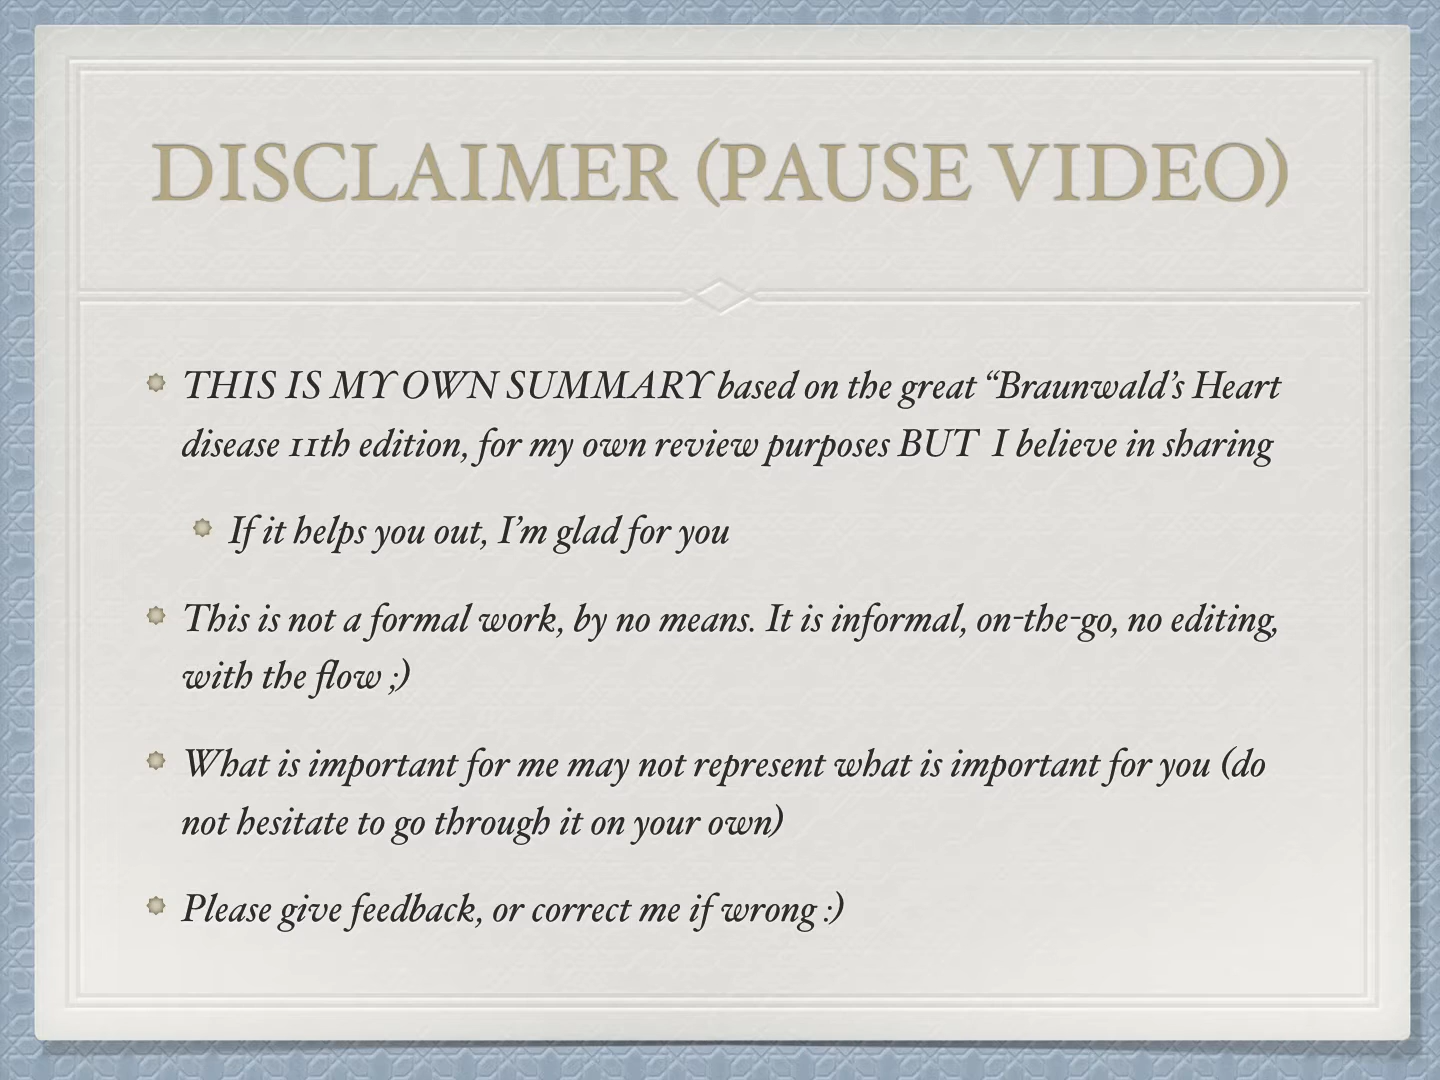 DISCLAIMER (PAUSE VIDEO)
THIS IS MY OWN SUMMARY based on the great “Braunwald’s Heart
disease 11th edition, for my own review purposes BUT  I believe in sharing
If it helps you out, I’m glad for you
This is not a formal work, by no means. It is informal, on-the-go, no editing,
with the flow ;)
What is important for me may not represent what is important for you (do
not hesitate to go through it on your own)
Please give feedback, or correct me if wrong :)